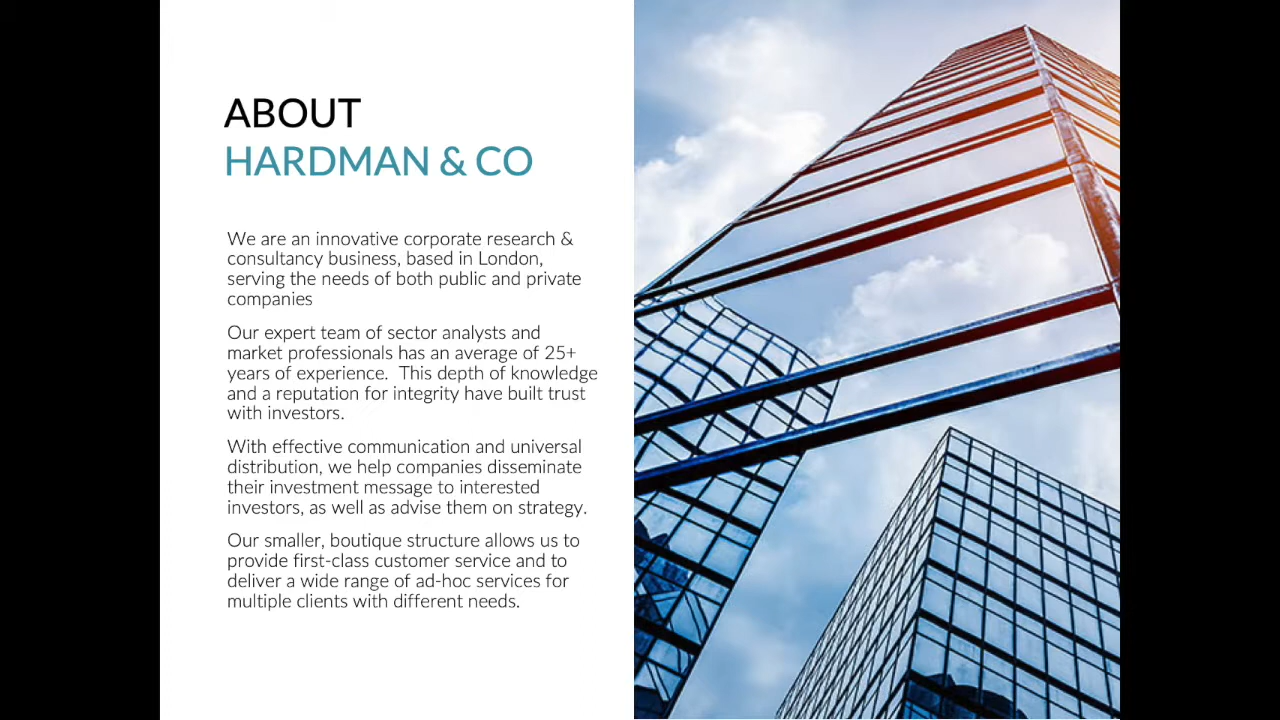 ABOUT
HARDMAN & CO
We are an innovative corporate research &
consultancy business, based in London,
serving the needs of both public and private
companies
Our expert team of sector analysts and
market professionals has an average of 25+
years of experience.  This depth of knowledge
and a reputation for integrity have built trust
with investors.
With effective communication and universal
distribution, we help companies disseminate
their investment message to interested
investors, as well as advise them on strategy.
Our smaller, boutique structure allows us to
provide first-class customer service and to
deliver a wide range of ad-hoc services for
multiple clients with different needs.